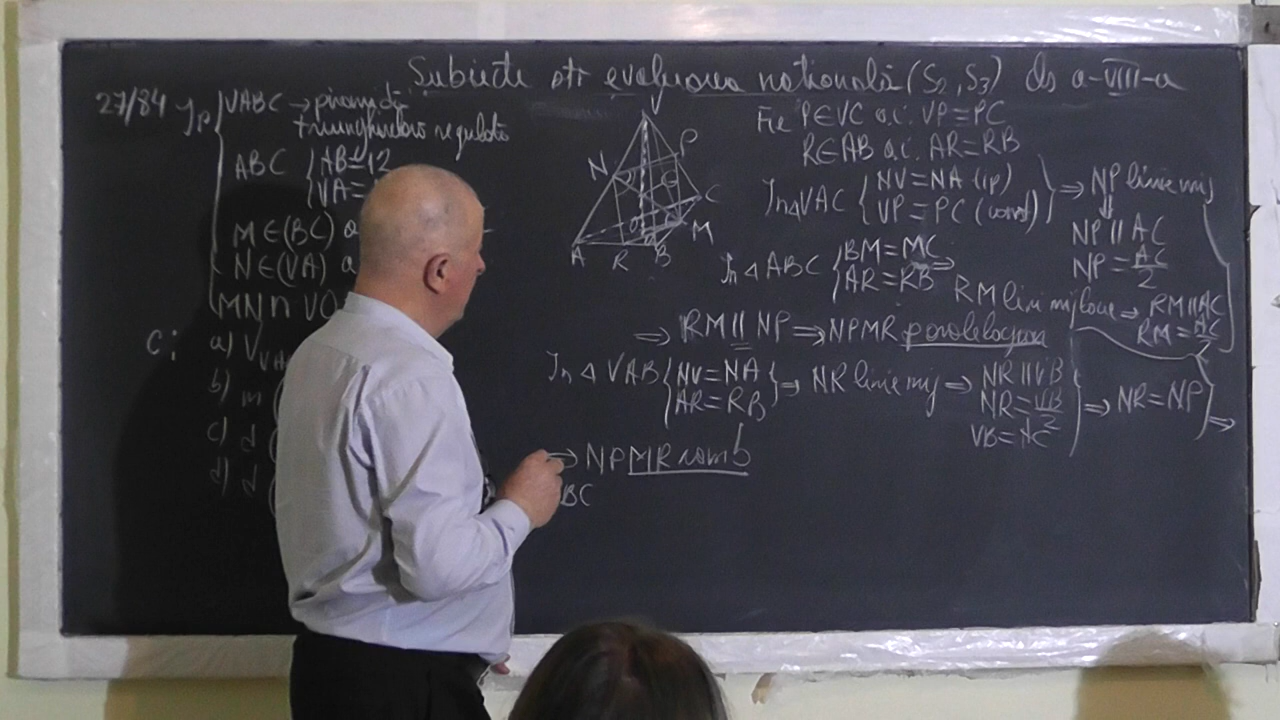 Subiecte ptr evaluarea natională (S2, S3) cls a-VIII-a
27/84 Ip VABC → piramidă
triunghiulară regulată
ABC { AB=12
VA=
M∈(BC) a
N∈(VA) a
MN∩VO
C:
a) V
b) m
c) d
d) d
V
N P
C
O M
A R B
Fie P∈VC a.i. VP=PC
R∈AB a.i. AR=RB
În △VAC { NV=NA (ip)
VP=PC (const) } ⇒ NP linie mij
⇓
NP∥AC
NP=AC/2
În △ABC { BM=MC
AR=RB ⇒
RM linie mijlocie → RM∥AC
RM=AC/2
⇒ RM∥NP ⇒ NPMR paralelogram
În △VAB { NV=NA
AR=RB } ⇒ NR linie mij ⇒ NR∥VB
NR=VB/2
VB=AC
⇒ NR=NP } ⇒
⇒ NPMR romb
BC